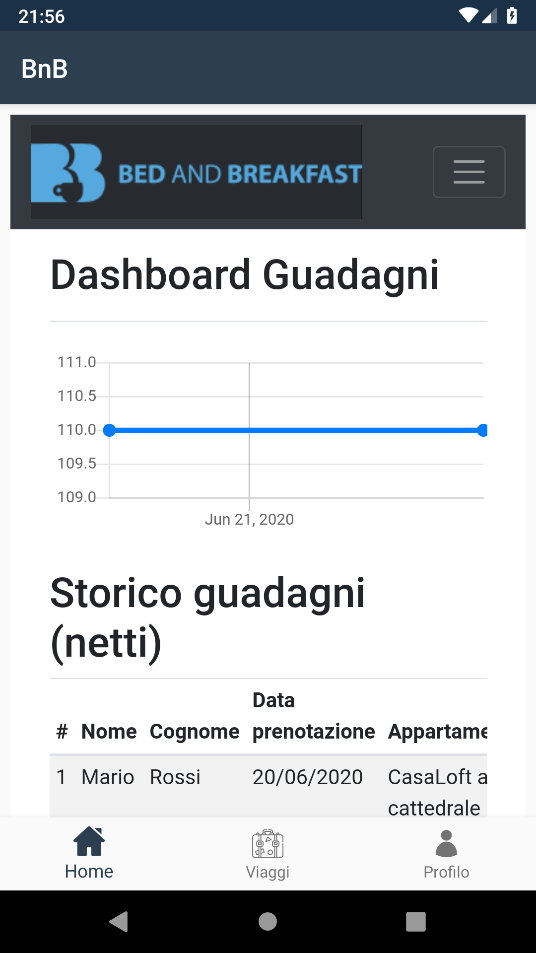 21:56
BnB
BED AND BREAKFAST
Dashboard Guadagni
111.0
110.5
110.0
109.5
109.0
Jun 21, 2020
Storico guadagni
(netti)
Data
# Nome Cognome prenotazione Appartame
1 Mario Rossi 20/06/2020 CasaLoft a
cattedrale
Home Viaggi Profilo